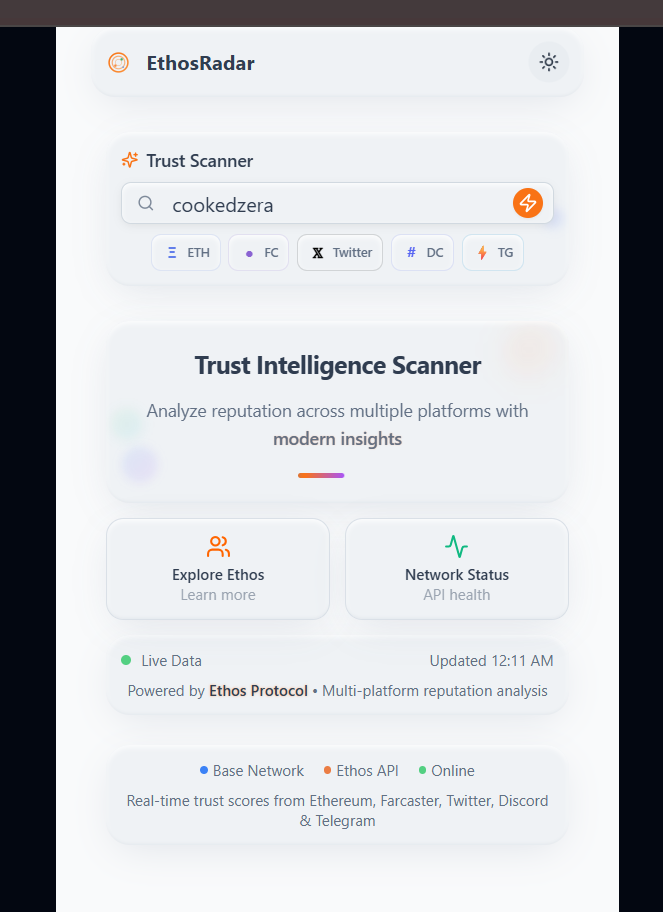 EthosRadar
Trust Scanner
cookedzera
Ξ ETH
FC
𝕏 Twitter
# DC
TG
Trust Intelligence Scanner
Analyze reputation across multiple platforms with
modern insights
Explore Ethos
Learn more
Network Status
API health
Live Data
Updated 12:11 AM
Powered by Ethos Protocol • Multi-platform reputation analysis
Base Network
Ethos API
Online
Real-time trust scores from Ethereum, Farcaster, Twitter, Discord
& Telegram